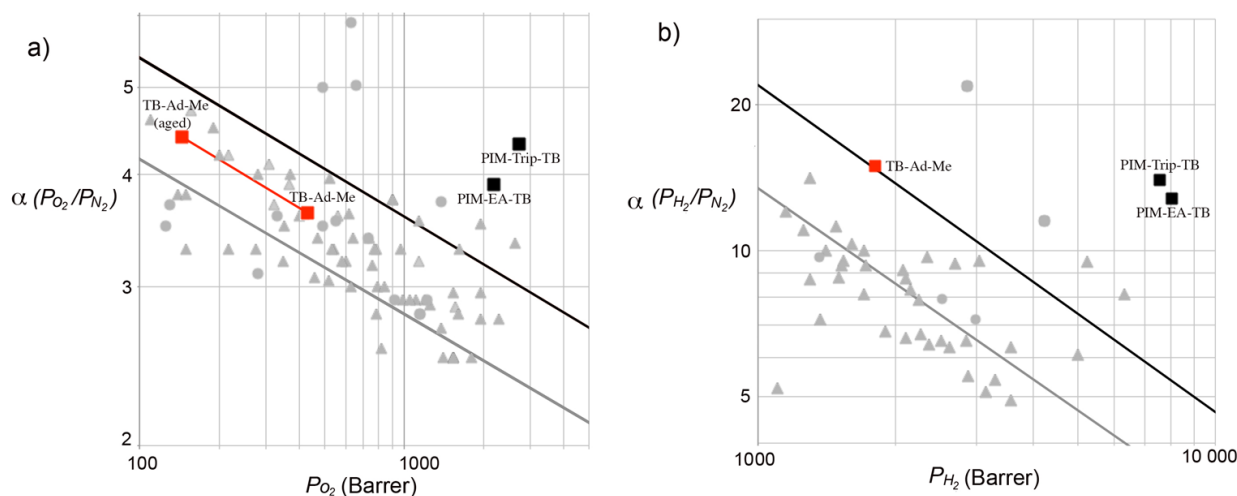 a)
α (PO2/PN2)
5
4
3
2
TB-Ad-Me
(aged)
TB-Ad-Me
PIM-Trip-TB
PIM-EA-TB
100
1000
PO2 (Barrer)
b)
α (PH2/PN2)
20
10
5
TB-Ad-Me
PIM-Trip-TB
PIM-EA-TB
1000
10 000
PH2 (Barrer)